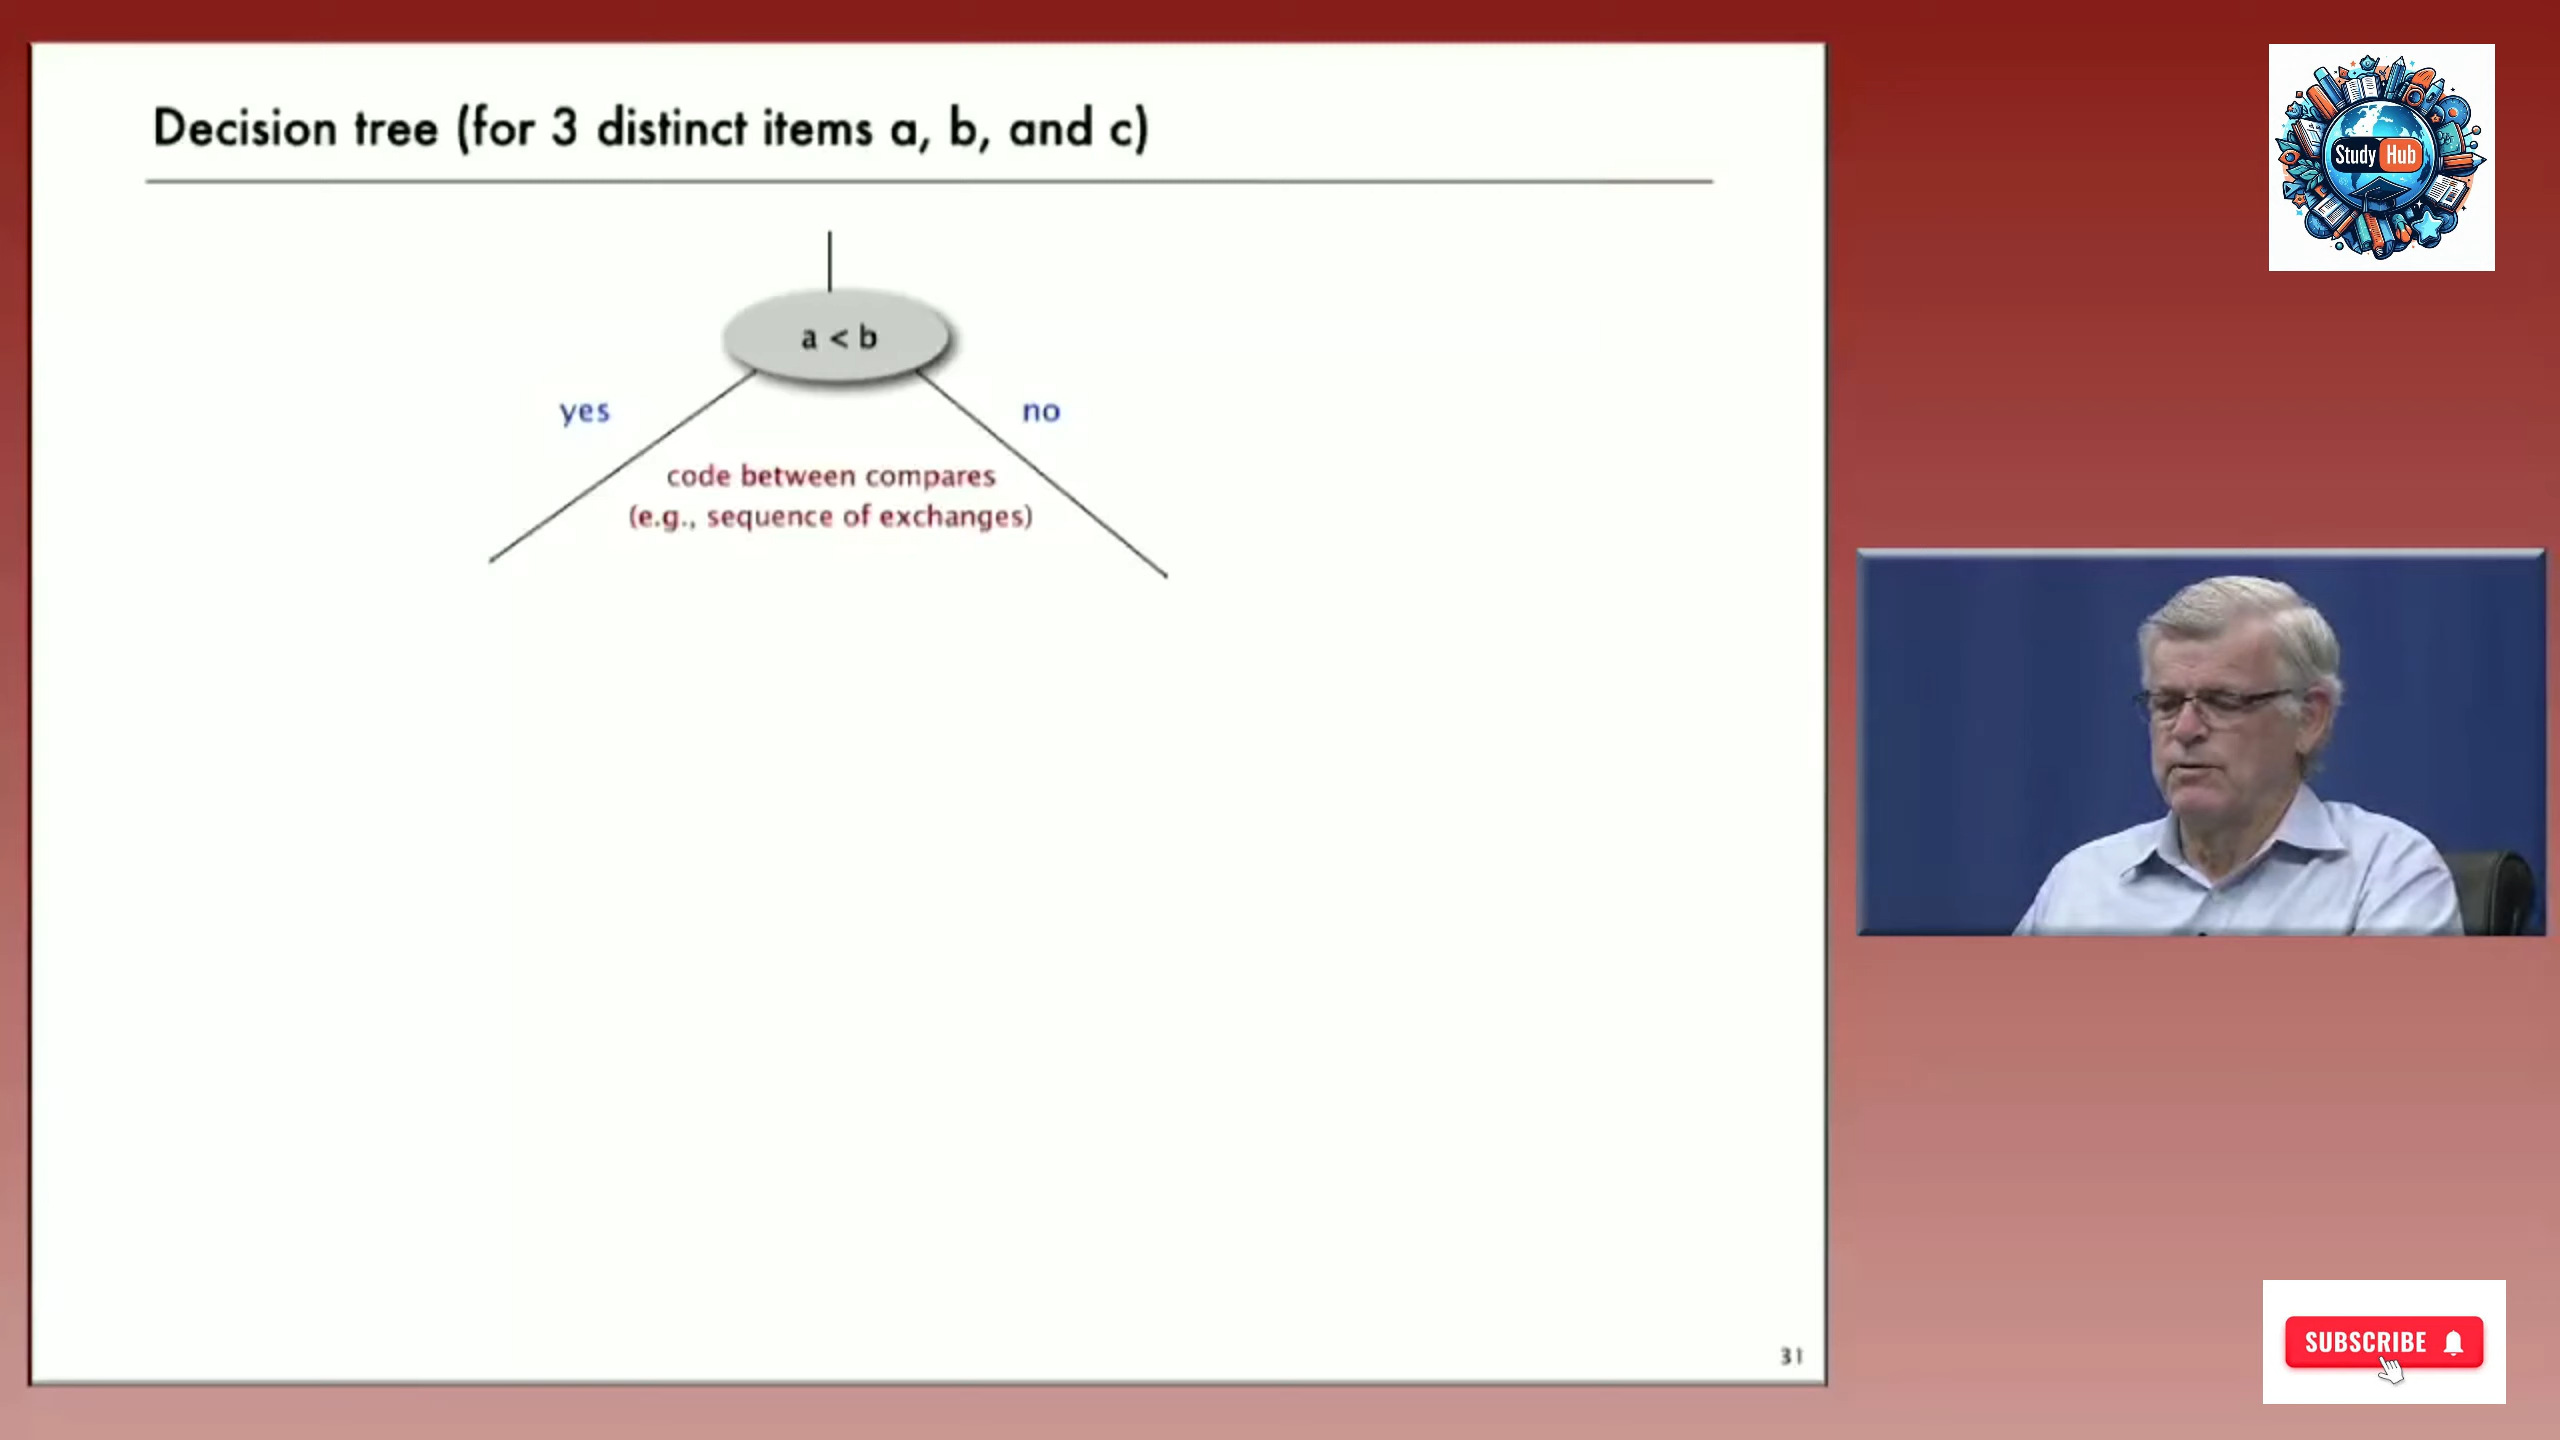 Decision tree (for 3 distinct items a, b, and c)
a < b
yes
no
code between compares
(e.g., sequence of exchanges)
31
Study Hub
SUBSCRIBE